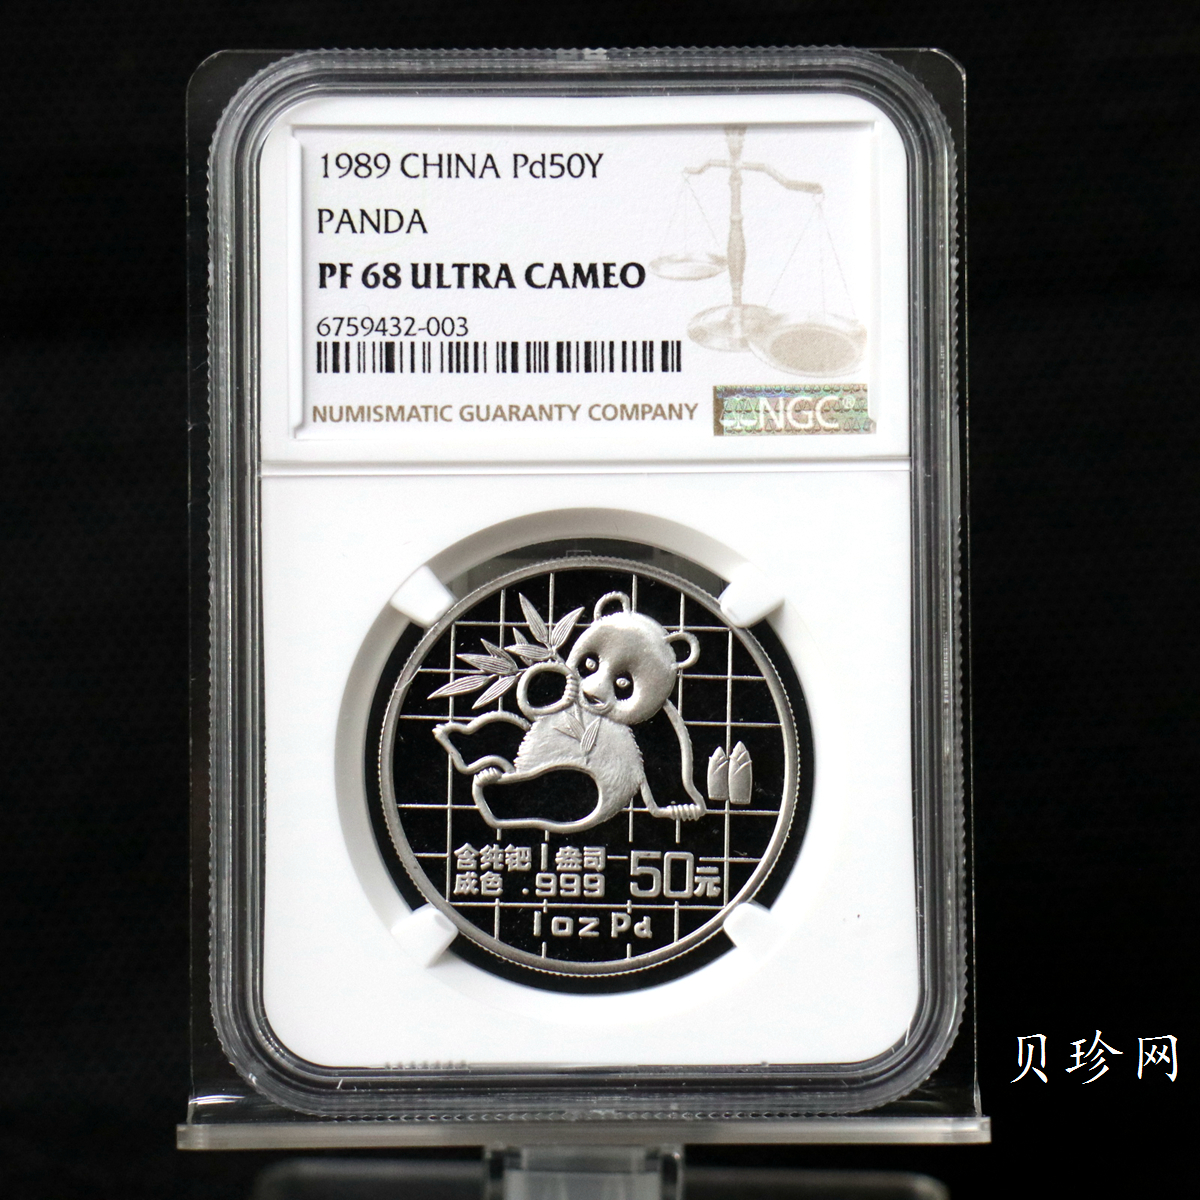 1989 CHINA Pd50Y
PANDA
PF 68 ULTRA CAMEO
6759432-003
NUMISMATIC GUARANTY COMPANY
NGC®
含纯钯1盎司
成色 .999
50元
1oz Pd
贝珍网